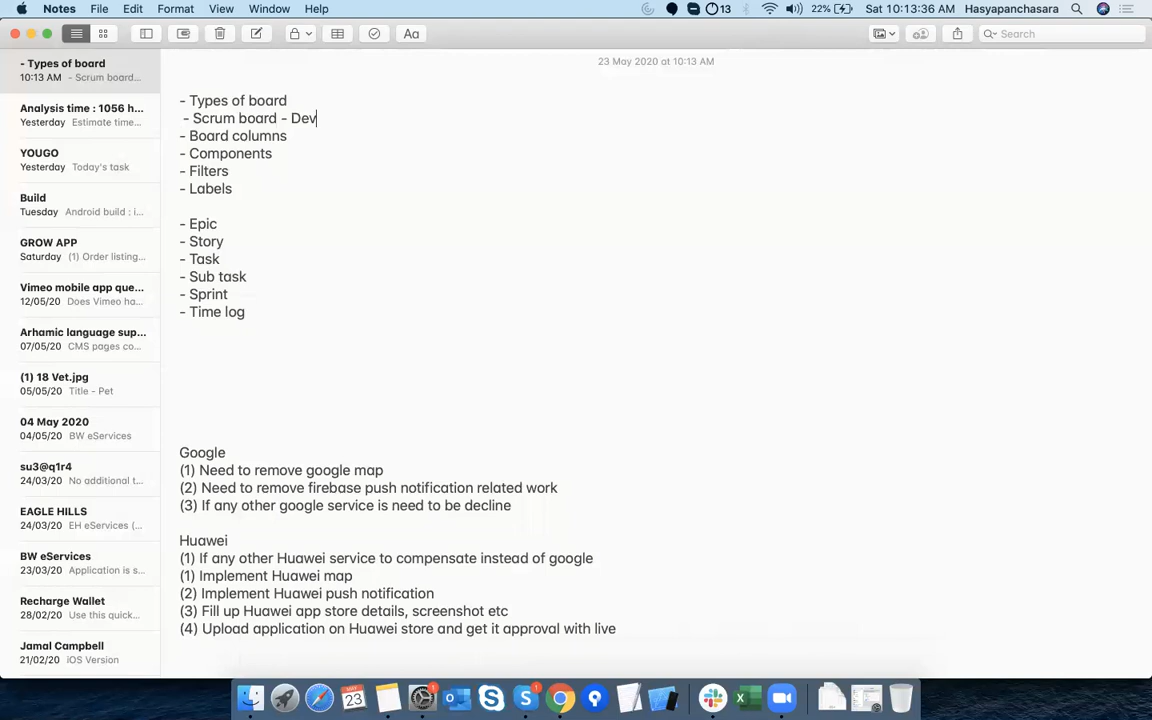 Notes File Edit Format View Window Help
13 22% Sat 10:13:36 AM Hasyapanchasara
Aa
Search
- Types of board
10:13 AM - Scrum board...
Analysis time : 1056 h...
Yesterday Estimate time...
YOUGO
Yesterday Today's task
Build
Tuesday Android build : i...
GROW APP
Saturday (1) Order listing...
Vimeo mobile app que...
12/05/20 Does Vimeo ha...
Arhamic language sup...
07/05/20 CMS pages co...
(1) 18 Vet.jpg
05/05/20 Title - Pet
04 May 2020
04/05/20 BW eServices
su3@q1r4
24/03/20 No additional t...
EAGLE HILLS
24/03/20 EH eServices (...
BW eServices
23/03/20 Application is s...
Recharge Wallet
28/02/20 Use this quick...
Jamal Campbell
21/02/20 iOS Version
23 May 2020 at 10:13 AM
- Types of board
- Scrum board - Dev
- Board columns
- Components
- Filters
- Labels
- Epic
- Story
- Task
- Sub task
- Sprint
- Time log
Google
(1) Need to remove google map
(2) Need to remove firebase push notification related work
(3) If any other google service is need to be decline
Huawei
(1) If any other Huawei service to compensate instead of google
(1) Implement Huawei map
(2) Implement Huawei push notification
(3) Fill up Huawei app store details, screenshot etc
(4) Upload application on Huawei store and get it approval with live
MAY
23
1
1